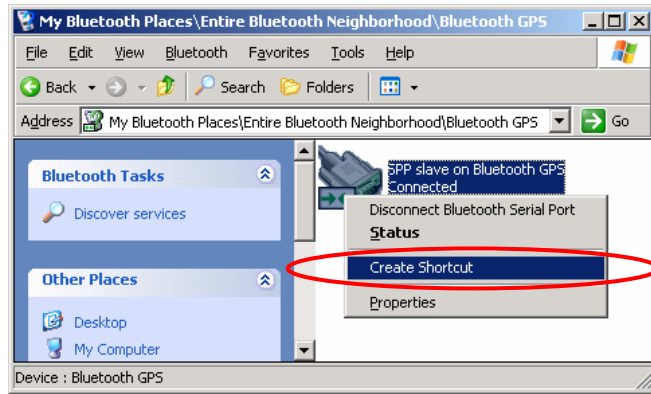 My Bluetooth Places\Entire Bluetooth Neighborhood\Bluetooth GPS
File Edit View Bluetooth Favorites Tools Help
Back Search Folders
Address My Bluetooth Places\Entire Bluetooth Neighborhood\Bluetooth GPS Go
Bluetooth Tasks
Discover services
Other Places
Desktop
My Computer
SPP slave on Bluetooth GPS
Connected
Disconnect Bluetooth Serial Port
Status
Create Shortcut
Properties
Device : Bluetooth GPS